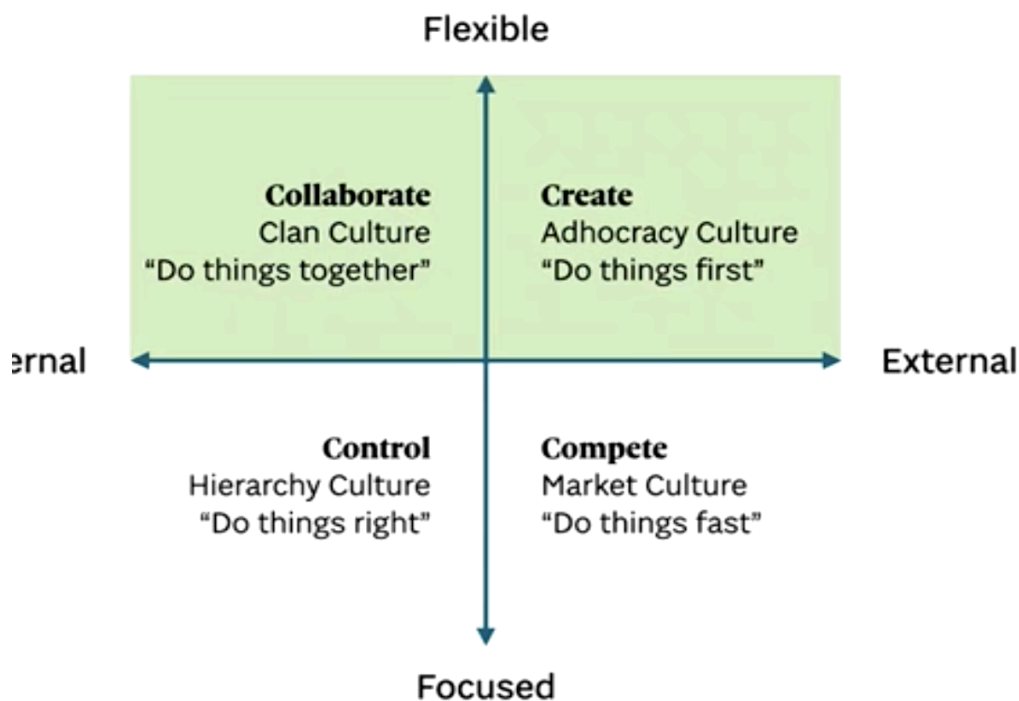 Flexible
Collaborate
Clan Culture
“Do things together”
Create
Adhocracy Culture
“Do things first”
ernal
External
Control
Hierarchy Culture
“Do things right”
Compete
Market Culture
“Do things fast”
Focused